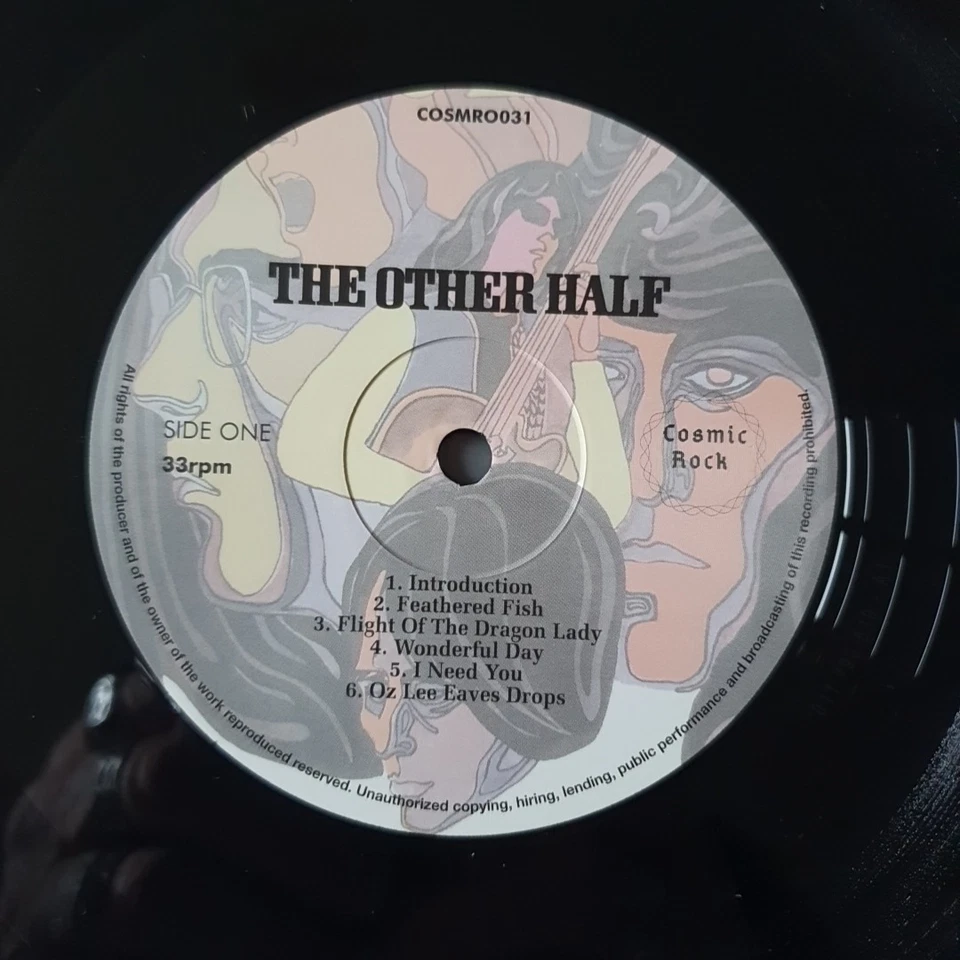 COSMRO031
THE OTHER HALF
SIDE ONE
33rpm
Cosmic
Rock
1. Introduction
2. Feathered Fish
3. Flight Of The Dragon Lady
4. Wonderful Day
5. I Need You
6. Oz Lee Eaves Drops
All rights of the producer and of the owner of the work reproduced reserved. Unauthorized copying, hiring, lending, public performance and broadcasting of this recording prohibited.